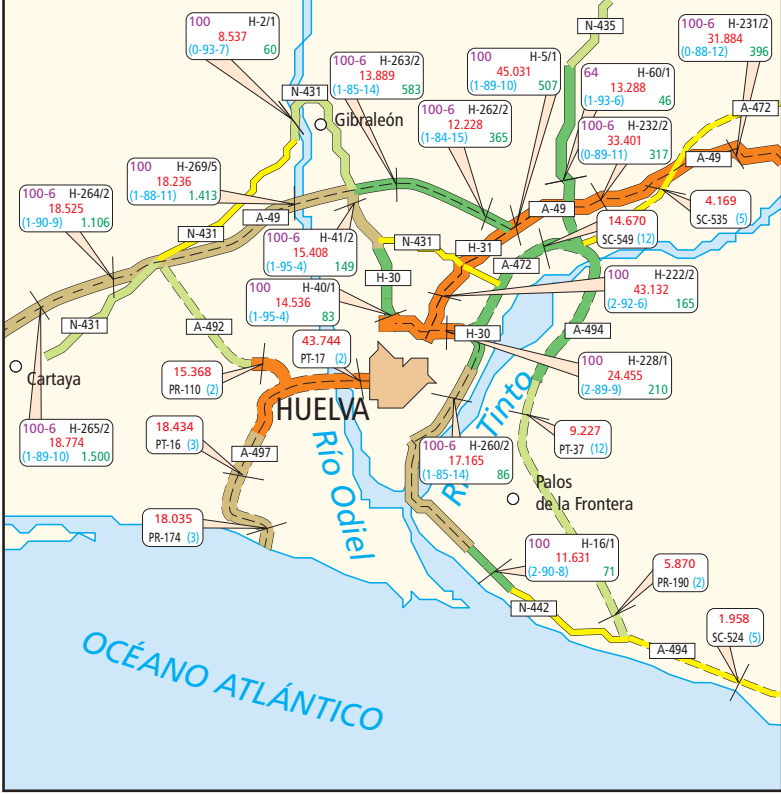 100 H-2/1
8.537
(0-93-7) 60
N-435
100-6 H-231/2
31.884
(0-88-12) 396
100-6 H-263/2
13.889
(1-85-14) 583
100 H-5/1
45.031
(1-89-10) 507
64 H-60/1
13.288
(1-93-6) 46
N-431
Gibraleón
100-6 H-262/2
12.228
(1-84-15) 365
A-472
100-6 H-232/2
33.401
(0-89-11) 317
A-49
100 H-269/5
18.236
(1-88-11) 1.413
100-6 H-264/2
18.525
(1-90-9) 1.106
4.169
SC-535 (5)
A-49
A-49
14.670
SC-549 (12)
N-431
100-6 H-41/2
15.408
(1-95-4) 149
N-431
H-31
A-472
H-30
100 H-222/2
43.132
(2-92-6) 165
100 H-40/1
14.536
(1-95-4) 83
N-431
A-492
H-30
A-494
43.744
PT-17 (2)
Cartaya
15.368
PR-110 (2)
100 H-228/1
24.455
(2-89-9) 210
HUELVA
Río Tinto
100-6 H-265/2
18.774
(1-89-10) 1.500
18.434
PT-16 (3)
A-497
Río Odiel
100-6 H-260/2
17.165
(1-85-14) 86
9.227
PT-37 (12)
Palos
de la Frontera
18.035
PR-174 (3)
100 H-16/1
11.631
(2-90-8) 71
5.870
PR-190 (2)
N-442
1.958
SC-524 (5)
A-494
OCÉANO ATLÁNTICO